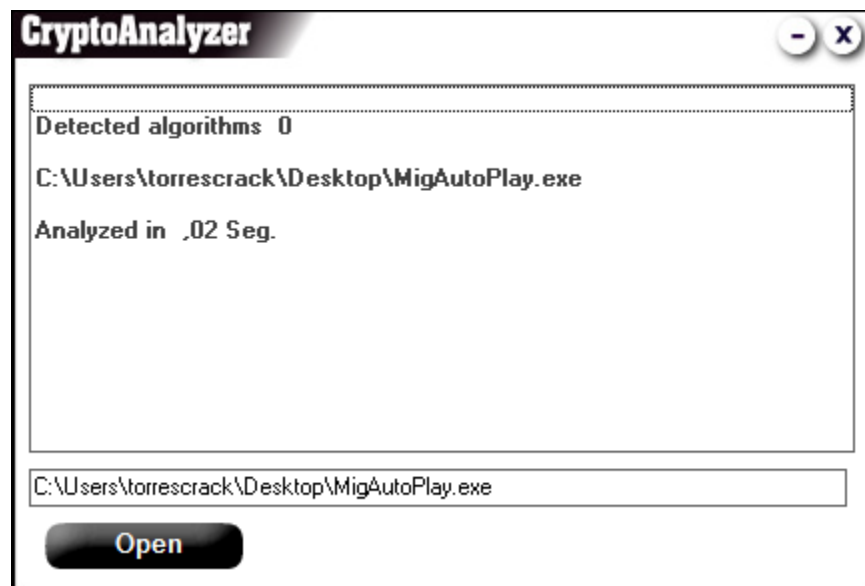 CryptoAnalyzer
Detected algorithms 0
C:\Users\torrescrack\Desktop\MigAutoPlay.exe
Analyzed in ,02 Seg.
C:\Users\torrescrack\Desktop\MigAutoPlay.exe
Open